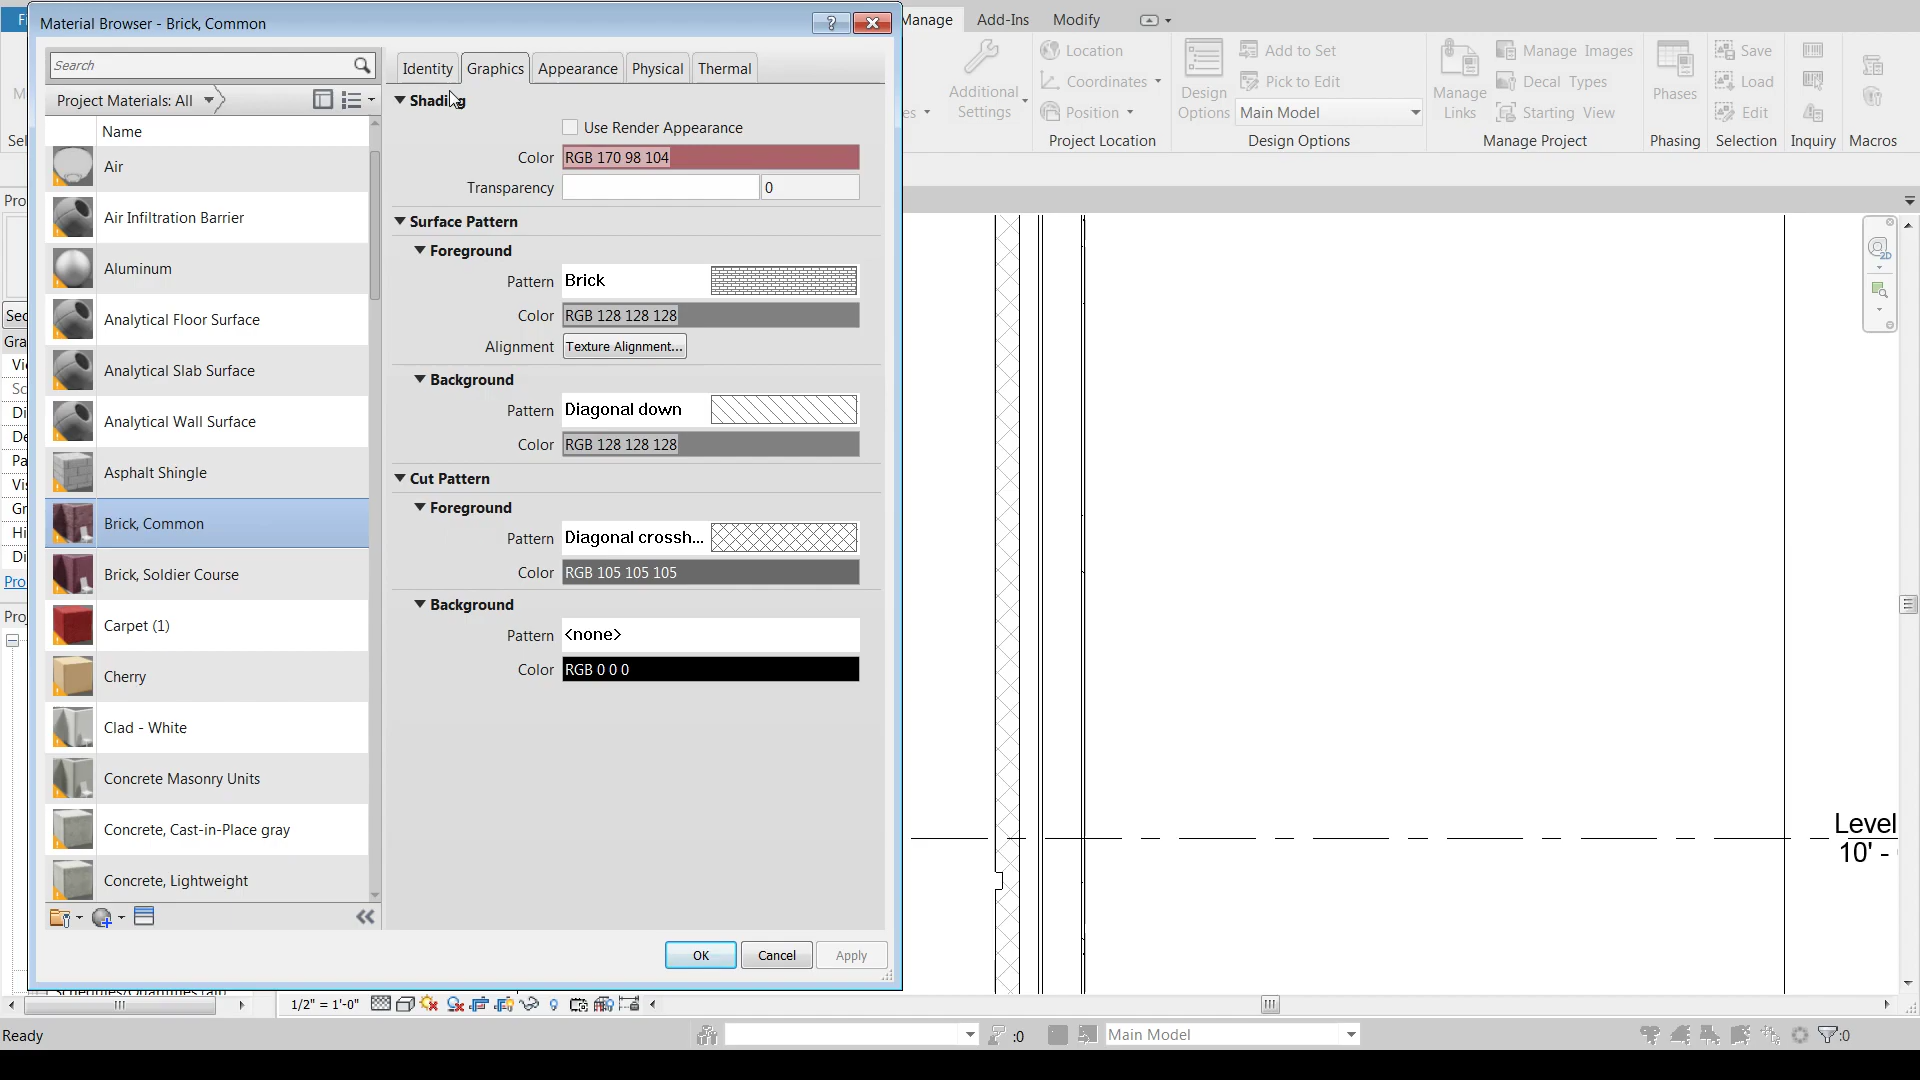 Material Browser - Brick, Common
?
Manage
Add-Ins
Modify
Search
Identity
Graphics
Appearance
Physical
Thermal
Project Materials: All
Name
Air
Air Infiltration Barrier
Aluminum
Analytical Floor Surface
Analytical Slab Surface
Analytical Wall Surface
Asphalt Shingle
Brick, Common
Brick, Soldier Course
Carpet (1)
Cherry
Clad - White
Concrete Masonry Units
Concrete, Cast-in-Place gray
Concrete, Lightweight
Shading
Use Render Appearance
Color RGB 170 98 104
Transparency 0
Surface Pattern
Foreground
Pattern Brick
Color RGB 128 128 128
Alignment Texture Alignment...
Background
Pattern Diagonal down
Color RGB 128 128 128
Cut Pattern
Foreground
Pattern Diagonal crossh...
Color RGB 105 105 105
Background
Pattern <none>
Color RGB 0 0 0
OK
Cancel
Apply
Additional
Settings
Location
Coordinates
Position
Project Location
Design
Options
Add to Set
Pick to Edit
Main Model
Design Options
Manage
Links
Manage Images
Decal Types
Starting View
Manage Project
Phases
Phasing
Save
Load
Edit
Selection
Inquiry
Macros
2D
Level
10' -
1/2" = 1'-0"
Ready
:0
Main Model
:0